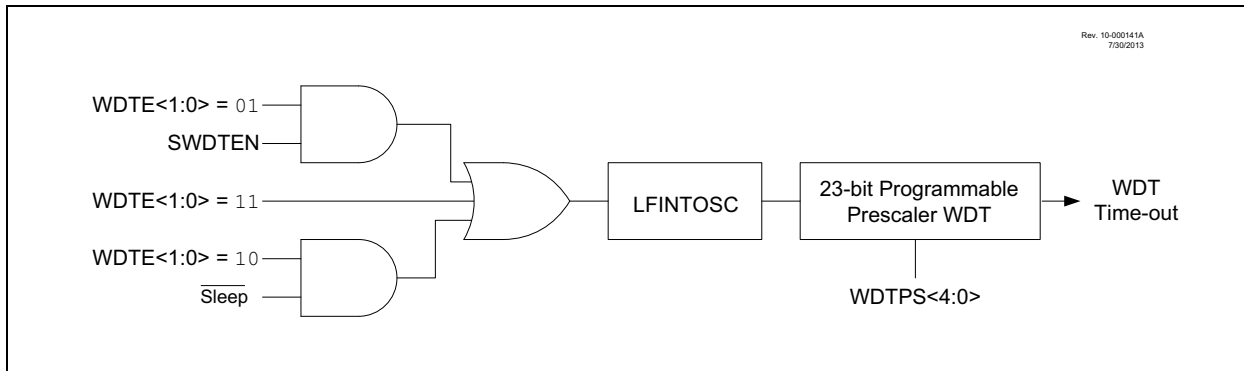 Rev. 10-000141A
7/30/2013
WDTE<1:0> = 01
SWDTEN
WDTE<1:0> = 11
WDTE<1:0> = 10
Sleep
LFINTOSC
23-bit Programmable
Prescaler WDT
WDTPS<4:0>
WDT
Time-out